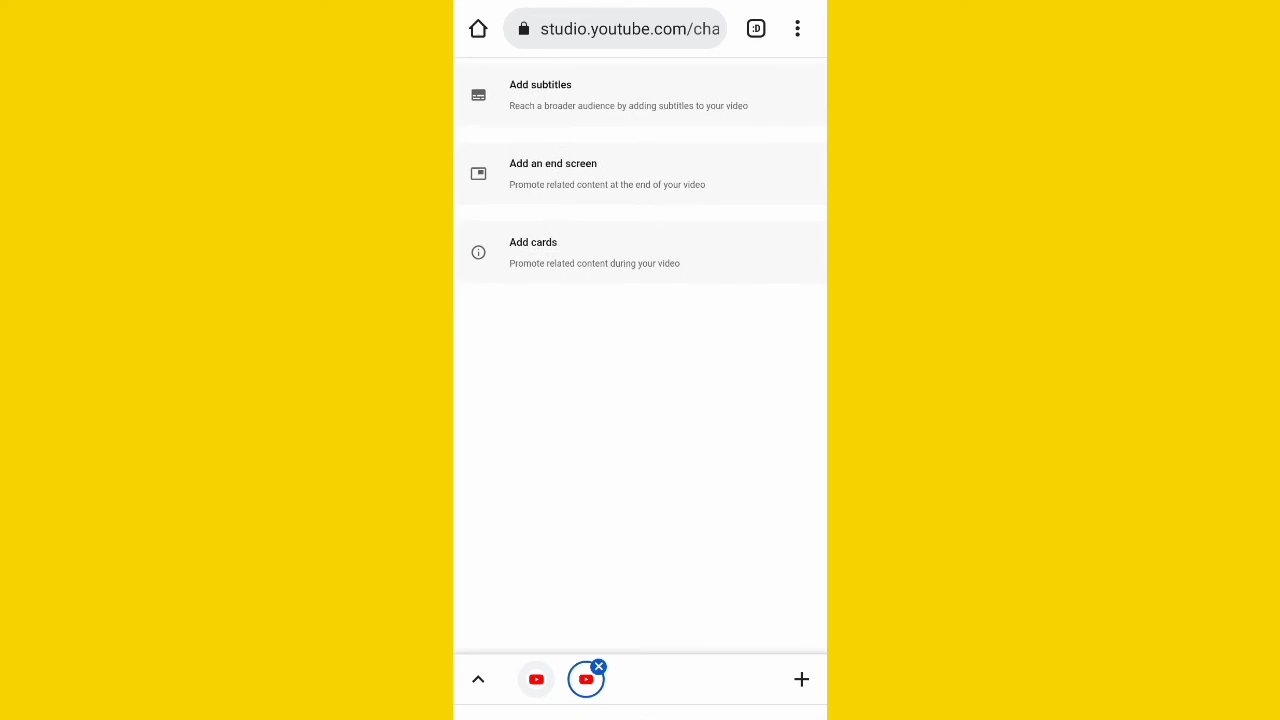 studio.youtube.com/cha
:D
Add subtitles
Reach a broader audience by adding subtitles to your video
Add an end screen
Promote related content at the end of your video
Add cards
Promote related content during your video